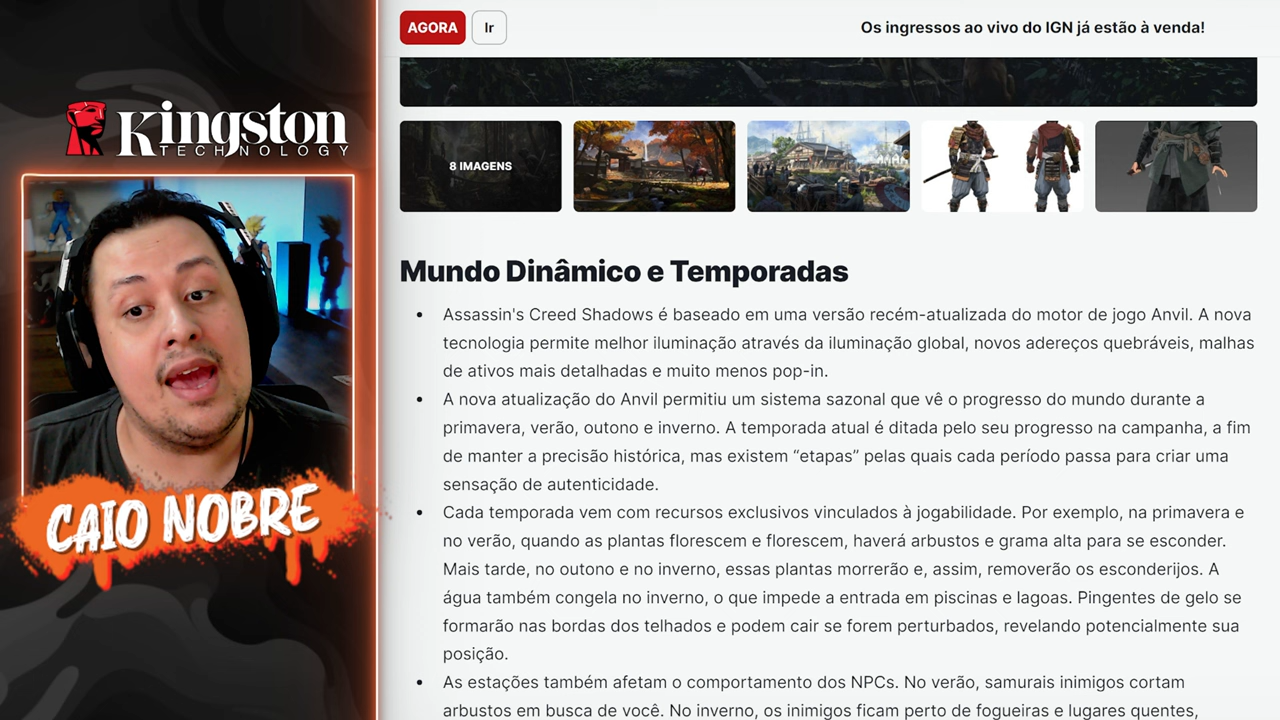 Kingston
TECHNOLOGY
CAIO NOBRE
AGORA
Ir
Os ingressos ao vivo do IGN já estão à venda!
8 IMAGENS
Mundo Dinâmico e Temporadas
• Assassin's Creed Shadows é baseado em uma versão recém-atualizada do motor de jogo Anvil. A nova
tecnologia permite melhor iluminação através da iluminação global, novos adereços quebráveis, malhas
de ativos mais detalhadas e muito menos pop-in.
• A nova atualização do Anvil permitiu um sistema sazonal que vê o progresso do mundo durante a
primavera, verão, outono e inverno. A temporada atual é ditada pelo seu progresso na campanha, a fim
de manter a precisão histórica, mas existem “etapas” pelas quais cada período passa para criar uma
sensação de autenticidade.
• Cada temporada vem com recursos exclusivos vinculados à jogabilidade. Por exemplo, na primavera e
no verão, quando as plantas florescem e florescem, haverá arbustos e grama alta para se esconder.
Mais tarde, no outono e no inverno, essas plantas morrerão e, assim, removerão os esconderijos. A
água também congela no inverno, o que impede a entrada em piscinas e lagoas. Pingentes de gelo se
formarão nas bordas dos telhados e podem cair se forem perturbados, revelando potencialmente sua
posição.
• As estações também afetam o comportamento dos NPCs. No verão, samurais inimigos cortam
arbustos em busca de você. No inverno, os inimigos ficam perto de fogueiras e lugares quentes,